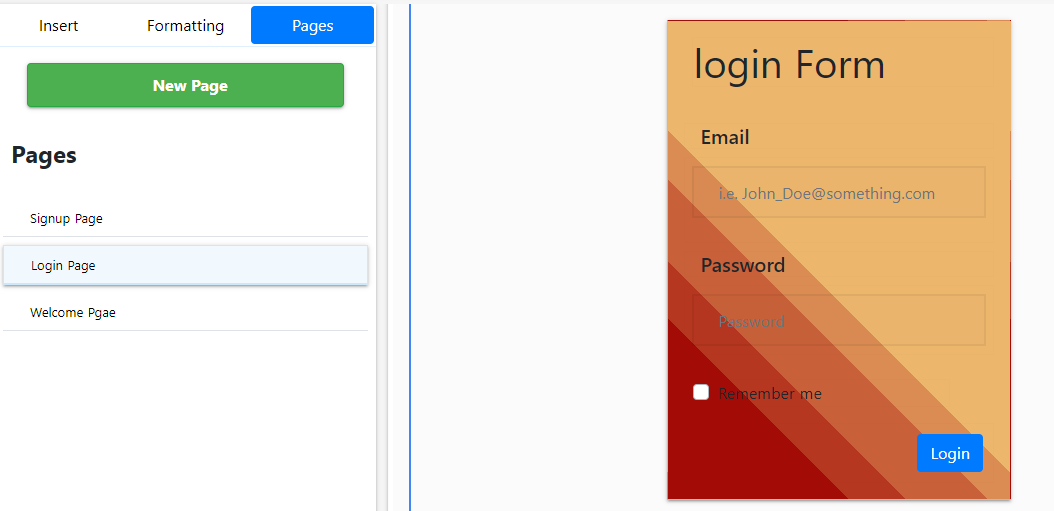 Insert Formatting Pages
New Page
Pages
Signup Page
Login Page
Welcome Pgae
login Form
Email
i.e. John_Doe@something.com
Password
Password
Remember me
Login